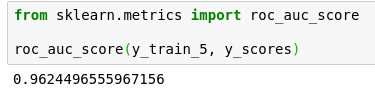 from sklearn.metrics import roc_auc_score
roc_auc_score(y_train_5, y_scores)
0.9624496555967156